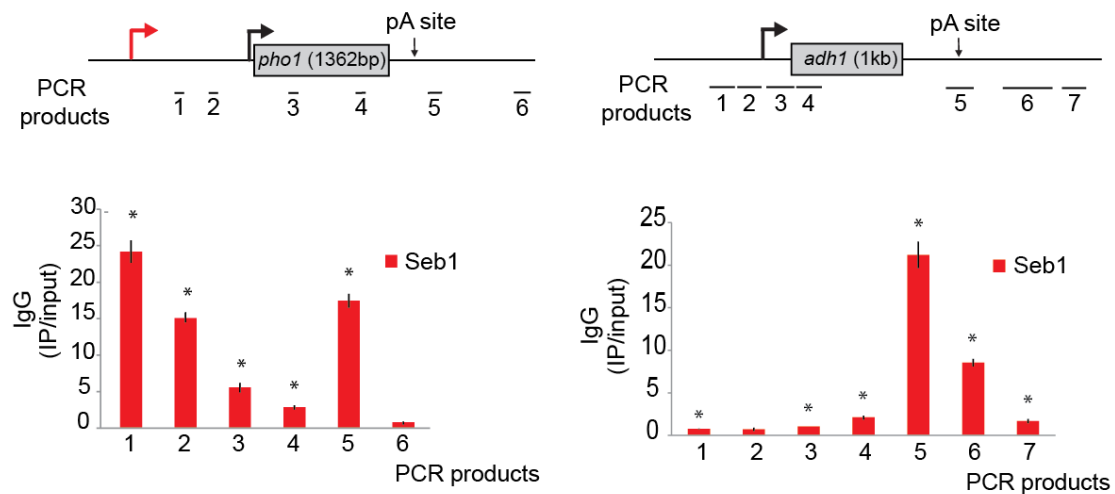 pA site
pho1 (1362bp)
PCR
products
1 2 3 4 5 6
pA site
adh1 (1kb)
PCR
products
1 2 3 4 5 6 7
30
25
20
15
10
5
0
IgG
(IP/input)
* * * * *
Seb1
1 2 3 4 5 6
PCR products
25
20
15
10
5
0
IgG
(IP/input)
* * * * * *
Seb1
1 2 3 4 5 6 7
PCR products